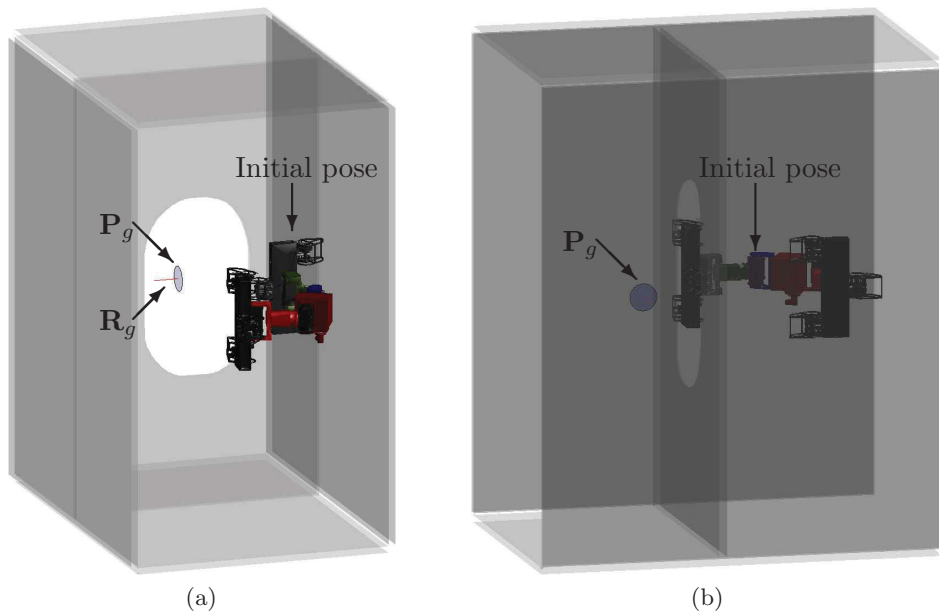 Initial pose
P_g
R_g
(a)
Initial pose
P_g
(b)